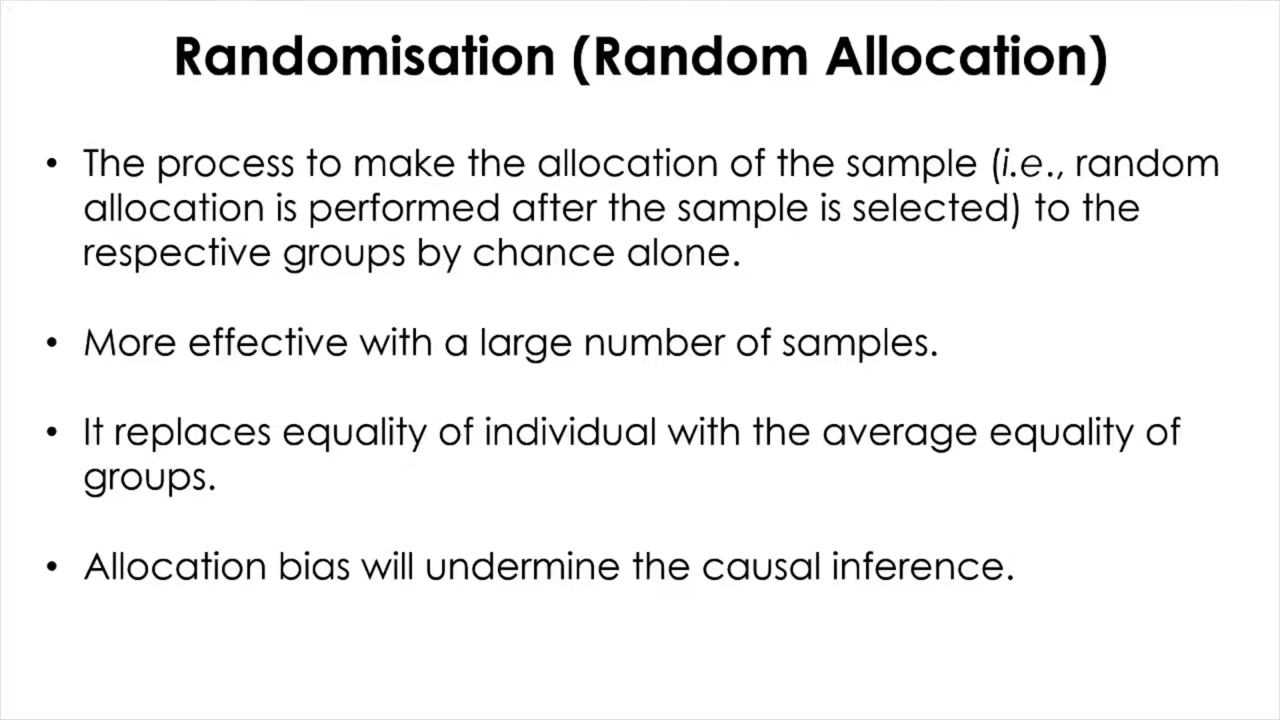 Randomisation (Random Allocation)
• The process to make the allocation of the sample (i.e., random
allocation is performed after the sample is selected) to the
respective groups by chance alone.
• More effective with a large number of samples.
• It replaces equality of individual with the average equality of
groups.
• Allocation bias will undermine the causal inference.